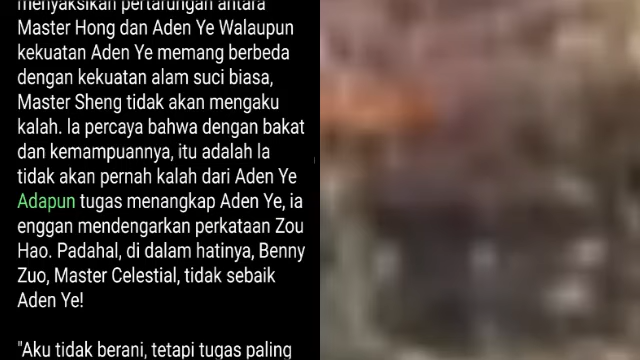 menyaksikan pertarungan antara
Master Hong dan Aden Ye Walaupun
kekuatan Aden Ye memang berbeda
dengan kekuatan alam suci biasa,
Master Sheng tidak akan mengaku
kalah. Ia percaya bahwa dengan bakat
dan kemampuannya, itu adalah Ia
tidak akan pernah kalah dari Aden Ye
Adapun tugas menangkap Aden Ye, ia
enggan mendengarkan perkataan Zou
Hao. Padahal, di dalam hatinya, Benny
Zuo, Master Celestial, tidak sebaik
Aden Ye!
"Aku tidak berani, tetapi tugas paling